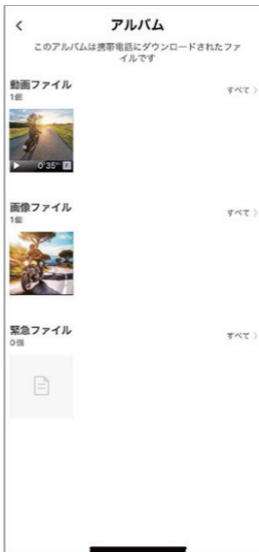 アルバム
このアルバムは携帯電話にダウンロードされたファ
イルです
動画ファイル
すべて
1個
0:35"
画像ファイル
すべて
1個
緊急ファイル
すべて
0個